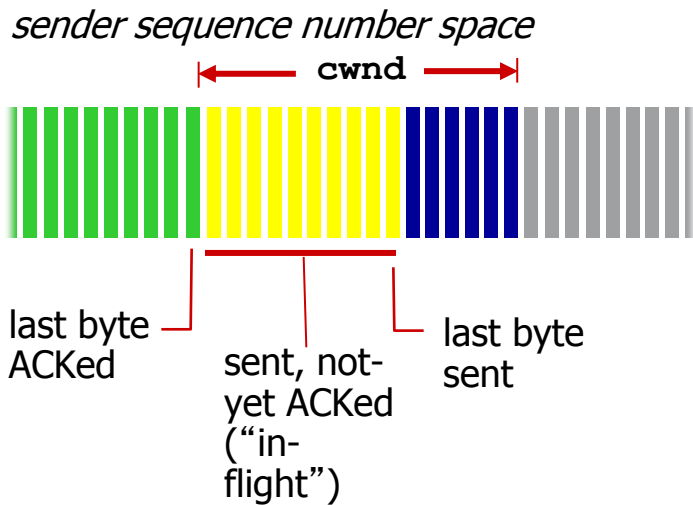 sender sequence number space
cwnd
last byte
ACKed
sent, not-
yet ACKed
(“in-
flight”)
last byte
sent